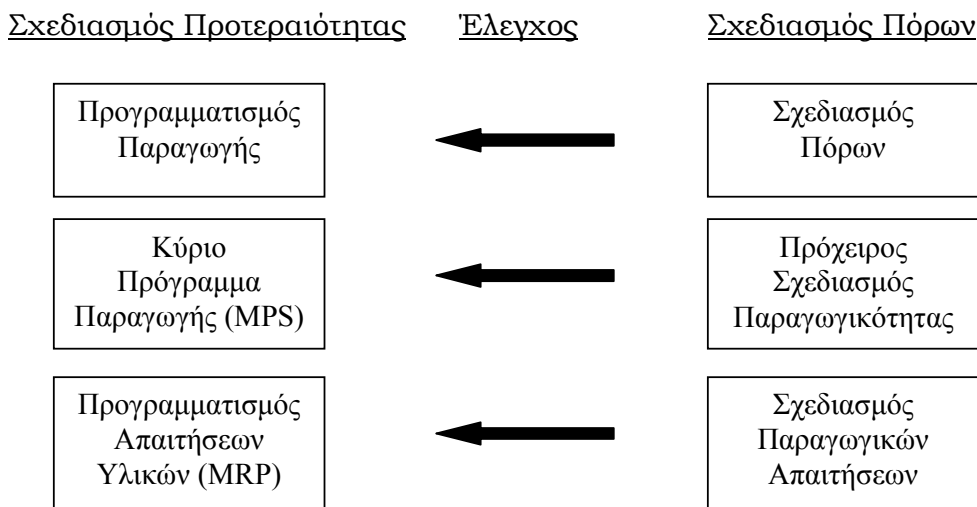 Σχεδιασμός Προτεραιότητας Έλεγχος Σχεδιασμός Πόρων
Προγραμματισμός
Παραγωγής
Σχεδιασμός
Πόρων
Κύριο
Πρόγραμμα
Παραγωγής (MPS)
Πρόχειρος
Σχεδιασμός
Παραγωγικότητας
Προγραμματισμός
Απαιτήσεων
Υλικών (MRP)
Σχεδιασμός
Παραγωγικών
Απαιτήσεων